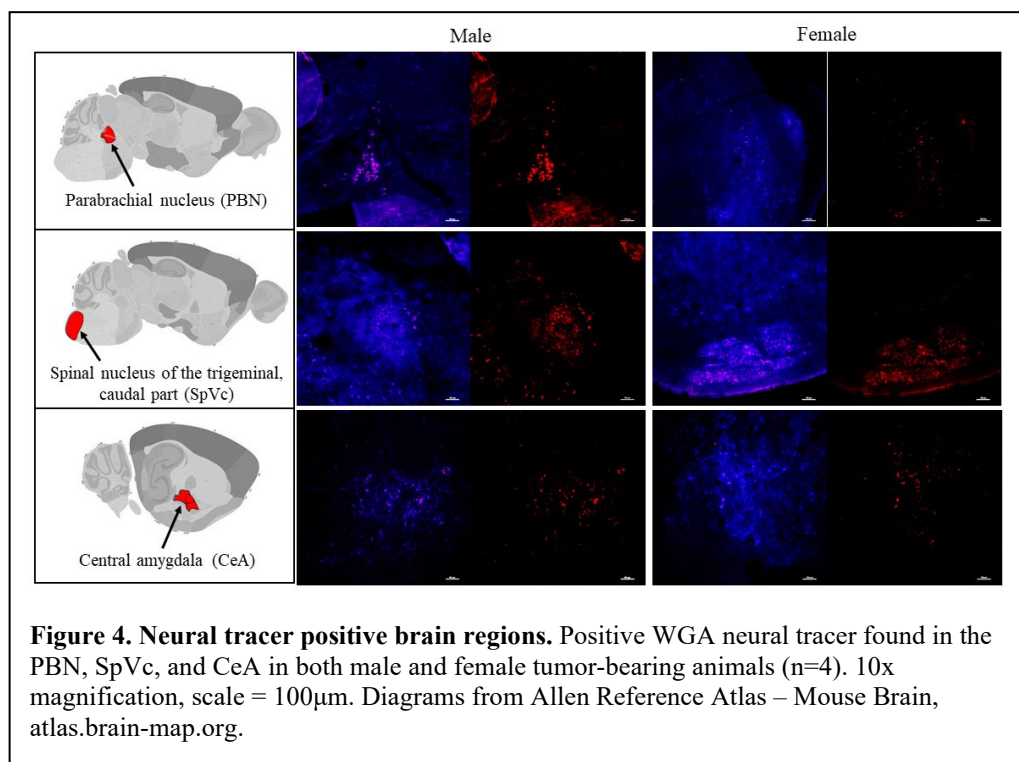 Male
Female
Parabrachial nucleus (PBN)
Spinal nucleus of the trigeminal,
caudal part (SpVc)
Central amygdala (CeA)
Figure 4. Neural tracer positive brain regions. Positive WGA neural tracer found in the
PBN, SpVc, and CeA in both male and female tumor-bearing animals (n=4). 10x
magnification, scale = 100μm. Diagrams from Allen Reference Atlas – Mouse Brain,
atlas.brain-map.org.